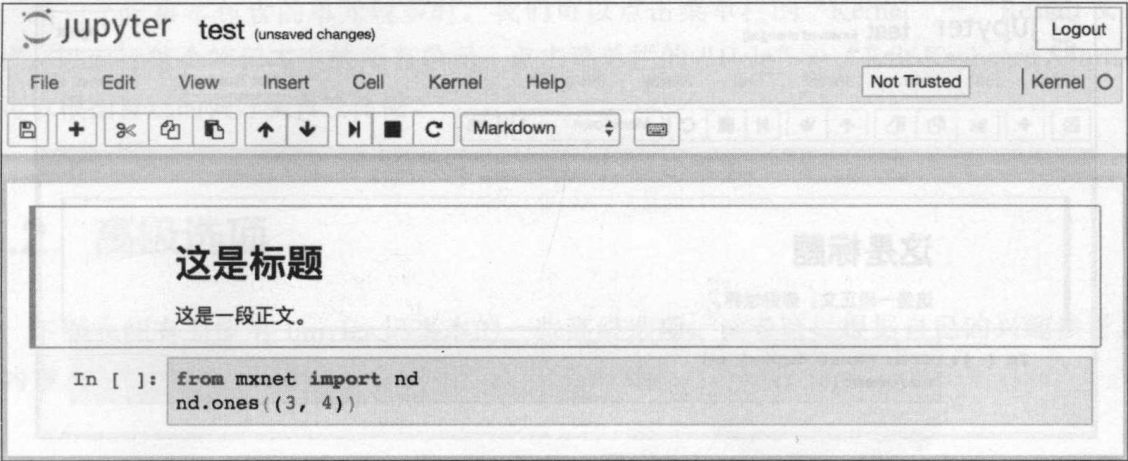 jupyter test (unsaved changes) Logout
File Edit View Insert Cell Kernel Help Not Trusted Kernel
Markdown
这是标题
这是一段正文。
In [ ]: from mxnet import nd
nd.ones((3, 4))